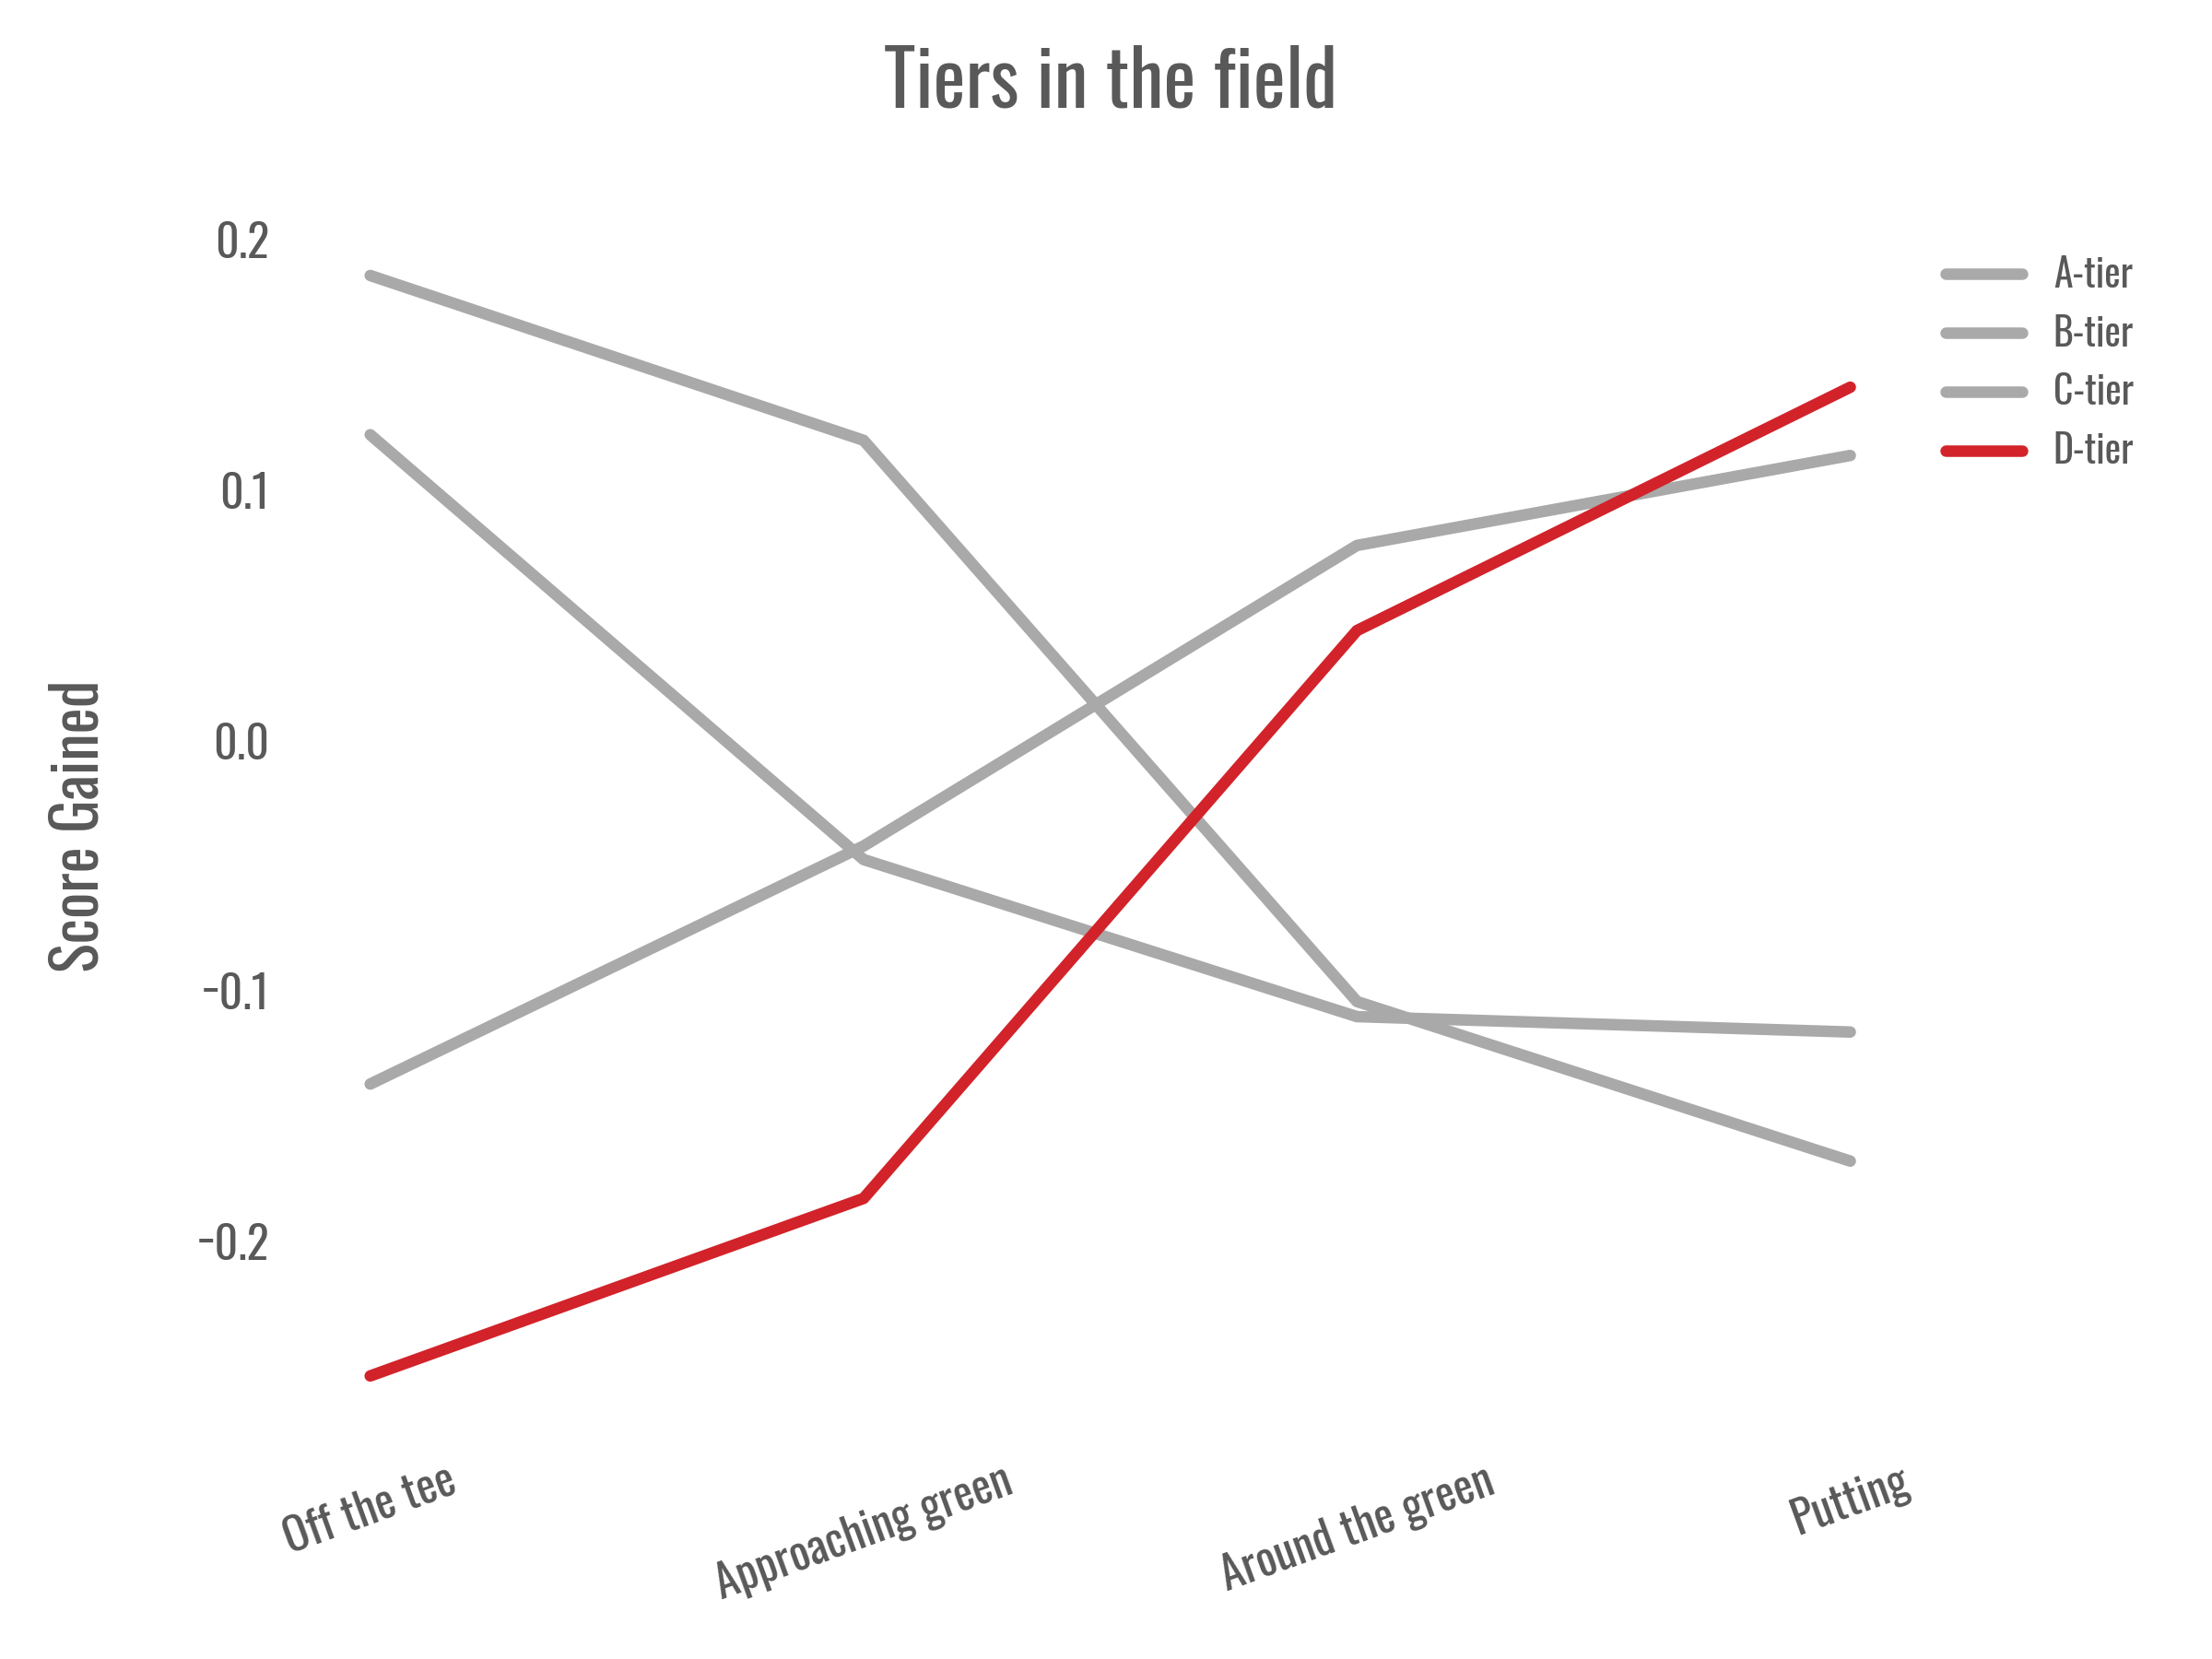 Tiers in the field
Score Gained
0.2
0.1
0.0
-0.1
-0.2
Off the tee
Approaching green
Around the green
Putting
A-tier
B-tier
C-tier
D-tier